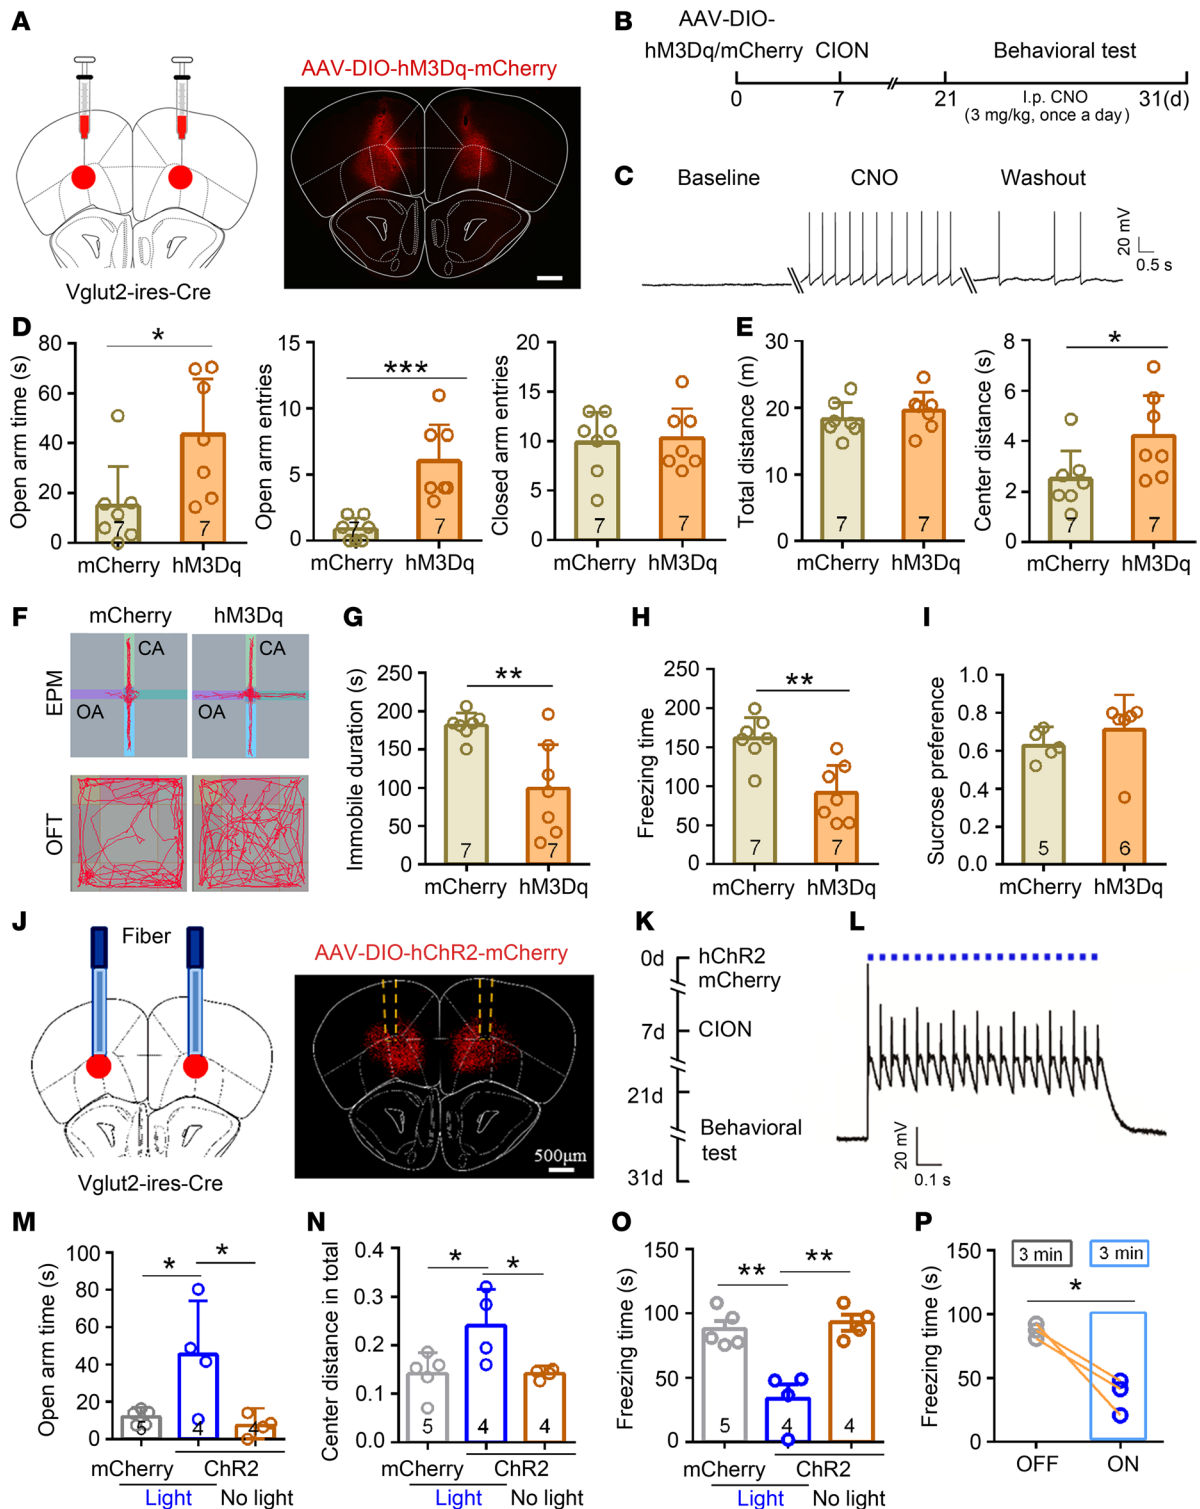 A
AAV-DIO-hM3Dq-mCherry
Vglut2-ires-Cre
B
AAV-DIO-
hM3Dq/mCherry CION
Behavioral test
0
7
21
I.p. CNO
(3 mg/kg, once a day)
31(d)
C
Baseline
CNO
Washout
20 mV
0.5 s
D
Open arm time (s)
80
60
40
20
0
*
7
7
mCherry hM3Dq
Open arm entries
15
10
5
0
***
7
7
mCherry hM3Dq
Closed arm entries
20
15
10
5
0
7
7
mCherry hM3Dq
E
Total distance (m)
30
20
10
0
7
7
mCherry hM3Dq
Center distance (s)
8
6
4
2
0
*
7
7
mCherry hM3Dq
F
mCherry
hM3Dq
EPM
CA
OA
CA
OA
OFT
G
Immobile duration (s)
250
200
150
100
50
0
**
7
7
mCherry hM3Dq
H
Freezing time
250
200
150
100
50
0
**
7
7
mCherry hM3Dq
I
Sucrose preference
1.0
0.8
0.6
0.4
0.2
0.0
5
6
mCherry hM3Dq
J
Fiber
Vglut2-ires-Cre
AAV-DIO-hChR2-mCherry
500μm
K
0d
hChR2
mCherry
7d
CION
21d
Behavioral
test
31d
L
20 mV
0.1 s
M
Open arm time (s)
100
80
60
40
20
0
*
*
5
4
4
mCherry
ChR2
Light
No light
N
Center distance in total
0.4
0.3
0.2
0.1
0.0
*
*
5
4
4
mCherry
ChR2
Light
No light
O
Freezing time (s)
150
100
50
0
**
**
5
4
4
mCherry
ChR2
Light
No light
P
Freezing time (s)
150
100
50
0
3 min
3 min
*
OFF
ON